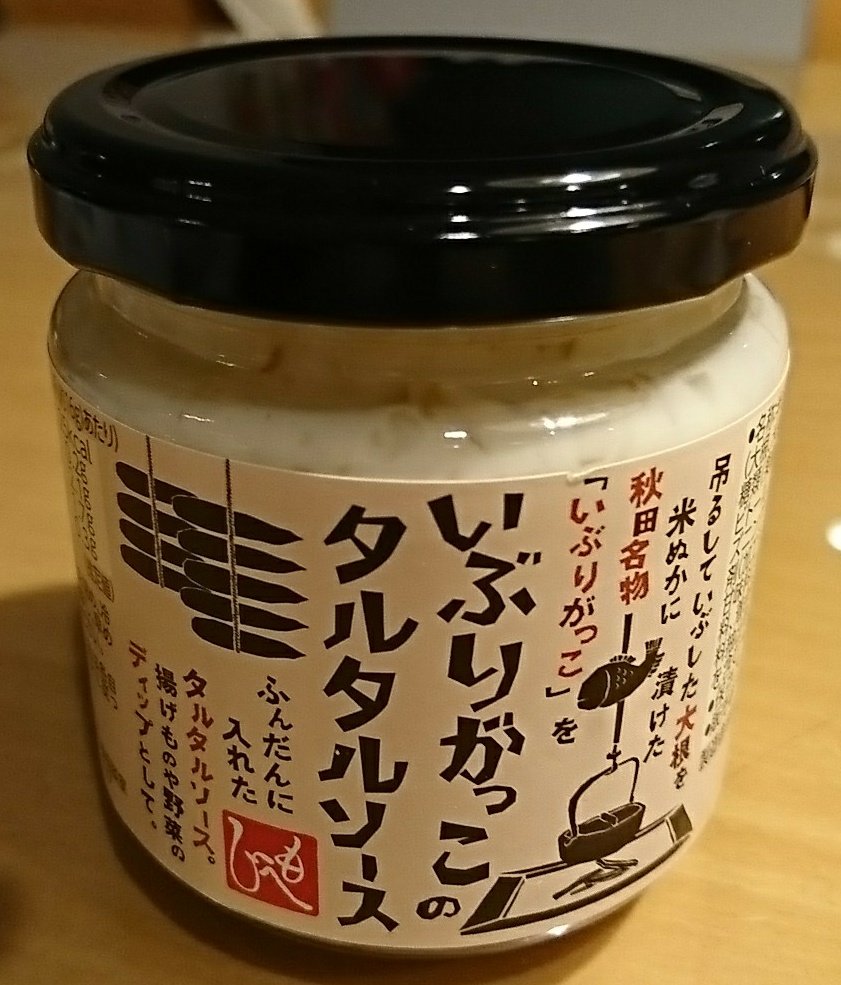 吊るしていぶした大根を
米ぬかに漬けた
秋田名物
「いぶりがっこ」を
いぶりがっこの
タルタルソース
ふんだんに
入れた
タルタルソース。
揚げものや野菜の
ディップとして。
もへじ